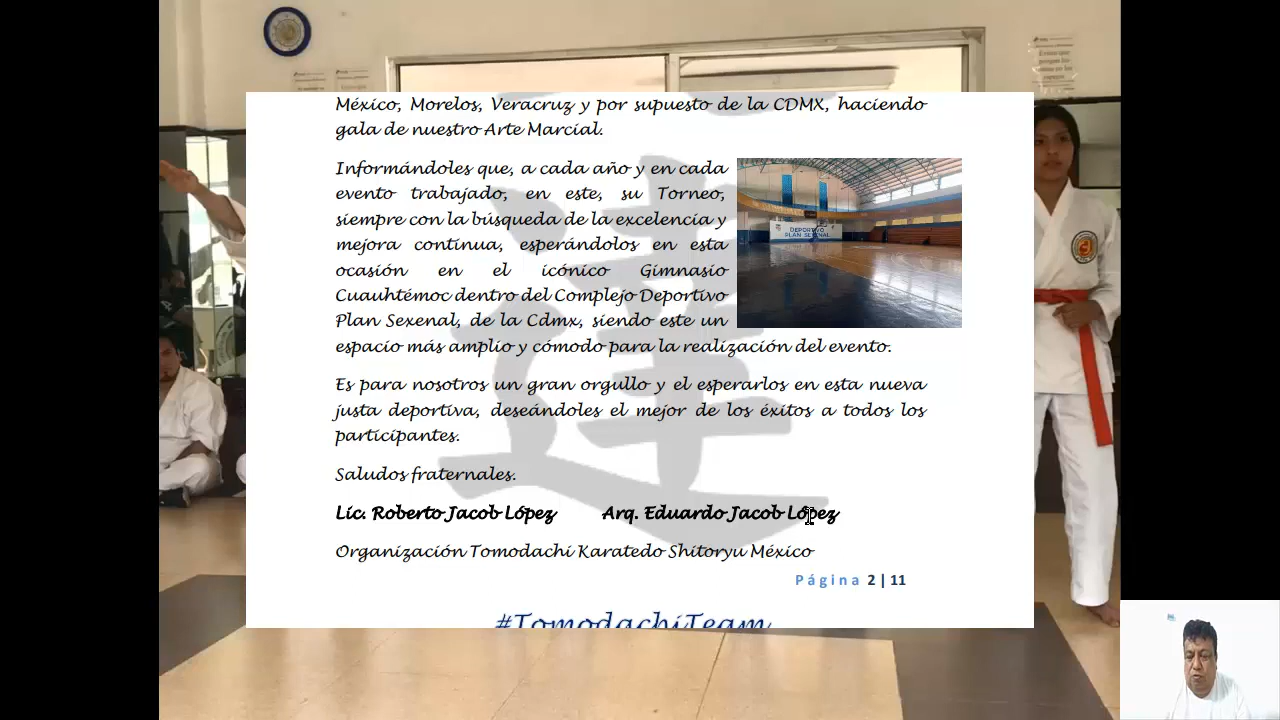 México, Morelos, Veracruz y por supuesto de la CDMX, haciendo
gala de nuestro Arte Marcial.
Informándoles que, a cada año y en cada
evento trabajado, en este, su Torneo,
siempre con la búsqueda de la excelencia y
mejora continua, esperándolos en esta
ocasión en el icónico Gimnasio
Cuauhtémoc dentro del Complejo Deportivo
Plan Sexenal, de la Cdmx, siendo este un
espacio más amplio y cómodo para la realización del evento.
DEPORTIVO
PLAN SEXENAL
Es para nosotros un gran orgullo y el esperarlos en esta nueva
justa deportiva, deseándoles el mejor de los éxitos a todos los
participantes.
Saludos fraternales.
Lic. Roberto Jacob López Arq. Eduardo Jacob López
Organización Tomodachi Karatedo Shitoryu México
Página 2 | 11
#TomodachiTeam